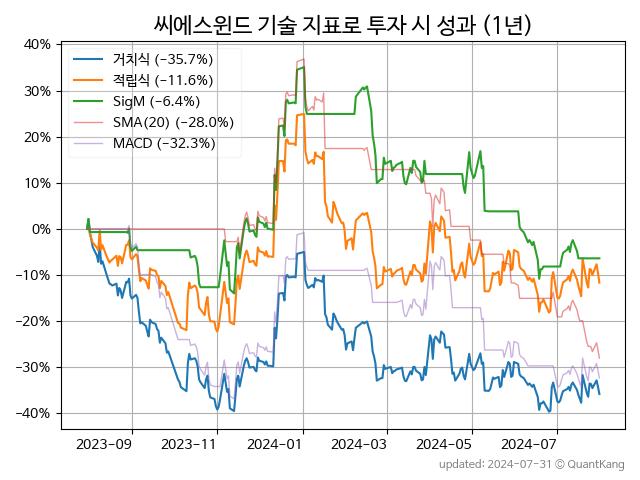 씨에스윈드 기술 지표로 투자 시 성과 (1년)
40%
30%
20%
10%
0%
−10%
−20%
−30%
−40%
거치식 (−35.7%)
적립식 (−11.6%)
SigM (−6.4%)
SMA(20) (−28.0%)
MACD (−32.3%)
2023-09
2023-11
2024-01
2024-03
2024-05
2024-07
updated: 2024-07-31 © QuantKang